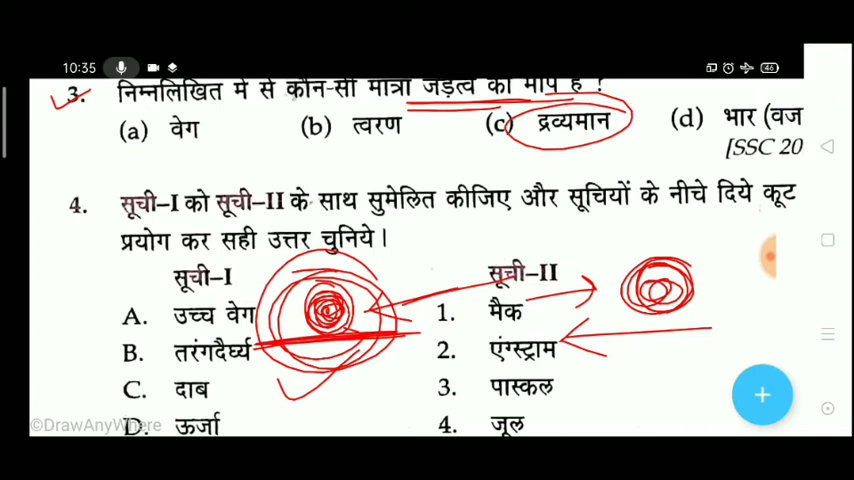 10:35 46
3. निम्नलिखित में से कौन-सी मात्रा जड़त्व की माप है ?
(a) वेग (b) त्वरण (c) द्रव्यमान (d) भार (वज
[SSC 20
4. सूची-I को सूची-II के साथ सुमेलित कीजिए और सूचियों के नीचे दिये कूट
प्रयोग कर सही उत्तर चुनिये।
सूची-I सूची-II
A. उच्च वेग 1. मैक
B. तरंगदैर्घ्य 2. एंग्स्ट्राम
C. दाब 3. पास्कल
D. ऊर्जा 4. जूल
©DrawAnyWhere